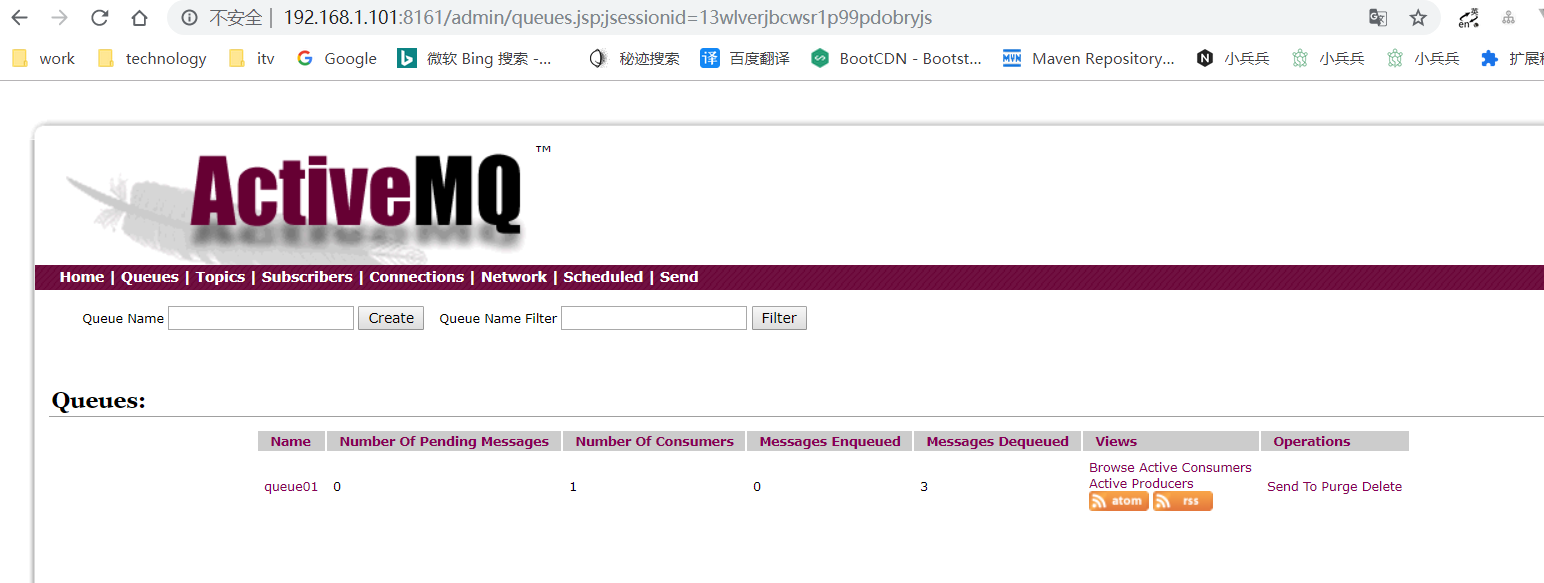 不安全 | 192.168.1.101:8161/admin/queues.jsp;jsessionid=13wlverjbcwsr1p99pdobryjs
work technology itv Google 微软 Bing 搜索 -... 秘迹搜索 译 百度翻译 BootCDN - Bootst... MVN Maven Repository... N 小兵兵 小兵兵 小兵兵 扩展
ActiveMQ ™
Home | Queues | Topics | Subscribers | Connections | Network | Scheduled | Send
Queue Name Create Queue Name Filter Filter
Queues:
Name Number Of Pending Messages Number Of Consumers Messages Enqueued Messages Dequeued Views Operations
Browse Active Consumers
Active Producers
queue01 0 1 0 3 Send To Purge Delete
atom rss